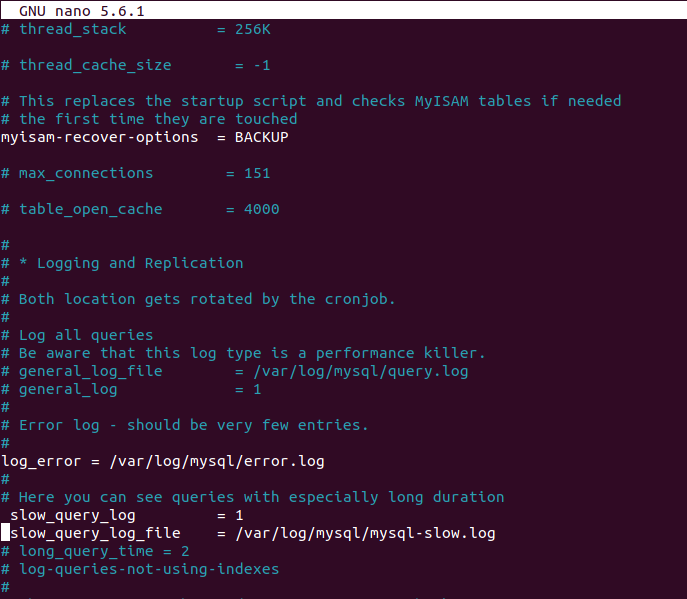 GNU nano 5.6.1
# thread_stack          = 256K
# thread_cache_size       = -1
# This replaces the startup script and checks MyISAM tables if needed
# the first time they are touched
myisam-recover-options  = BACKUP
# max_connections        = 151
# table_open_cache       = 4000
#
# * Logging and Replication
#
# Both location gets rotated by the cronjob.
#
# Log all queries
# Be aware that this log type is a performance killer.
# general_log_file        = /var/log/mysql/query.log
# general_log             = 1
#
# Error log - should be very few entries.
#
log_error = /var/log/mysql/error.log
#
# Here you can see queries with especially long duration
 slow_query_log         = 1
 slow_query_log_file    = /var/log/mysql/mysql-slow.log
# long_query_time = 2
# log-queries-not-using-indexes
#